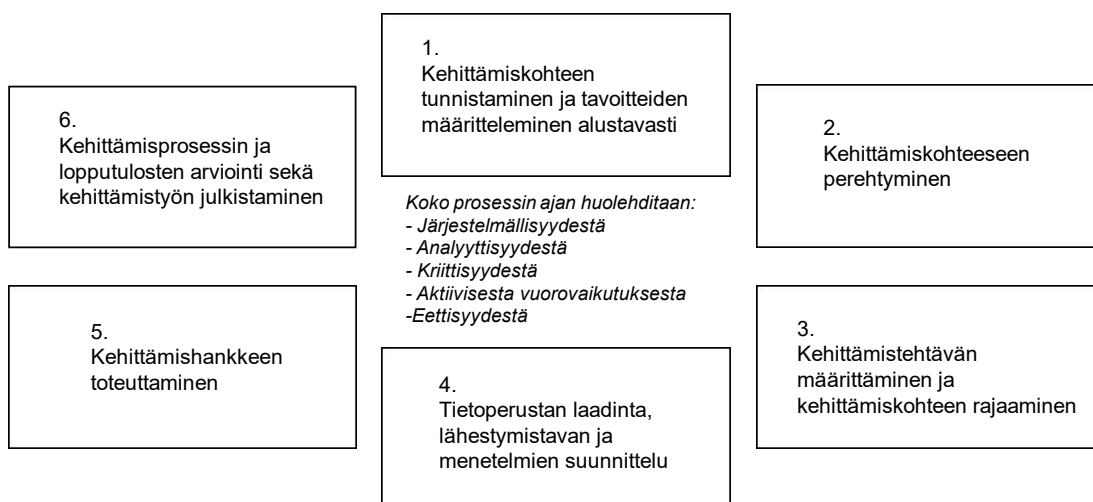 1.
Kehittämiskohteen
tunnistaminen ja tavoitteiden
määritteleminen alustavasti
2.
Kehittämiskohteeseen
perehtyminen
3.
Kehittämistehtävän
määrittäminen ja
kehittämiskohteen rajaaminen
4.
Tietoperustan laadinta,
lähestymistavan ja
menetelmien suunnittelu
5.
Kehittämishankkeen
toteuttaminen
6.
Kehittämisprosessin ja
lopputulosten arviointi sekä
kehittämistyön julkistaminen
Koko prosessin ajan huolehditaan:
- Järjestelmällisyydestä
- Analyyttisyydestä
- Kriittisyydestä
- Aktiivisesta vuorovaikutuksesta
-Eettisyydestä